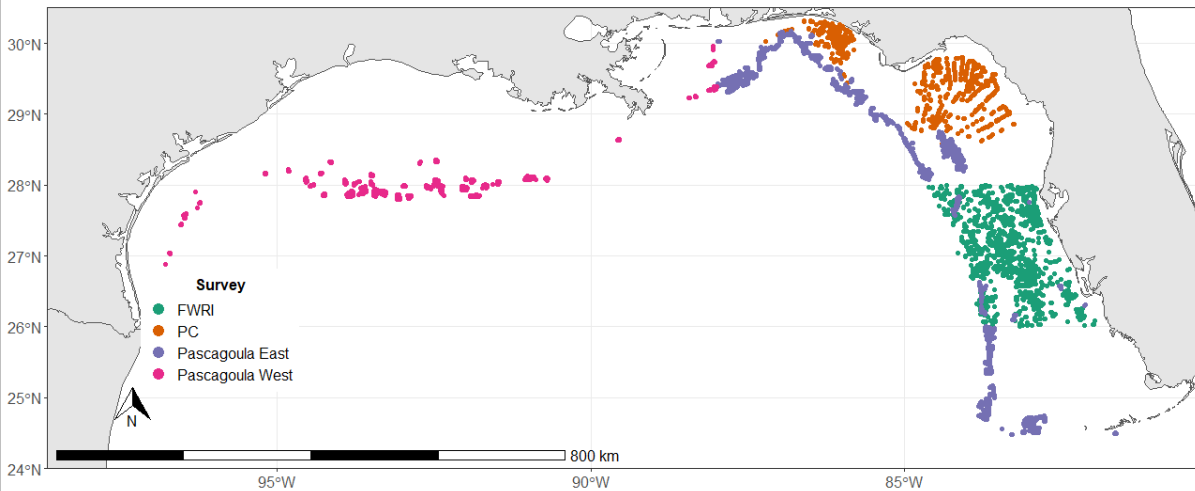 30°N
29°N
28°N
27°N
26°N
25°N
24°N
Survey
FWRI
PC
Pascagoula East
Pascagoula West
N
800 km
95°W
90°W
85°W